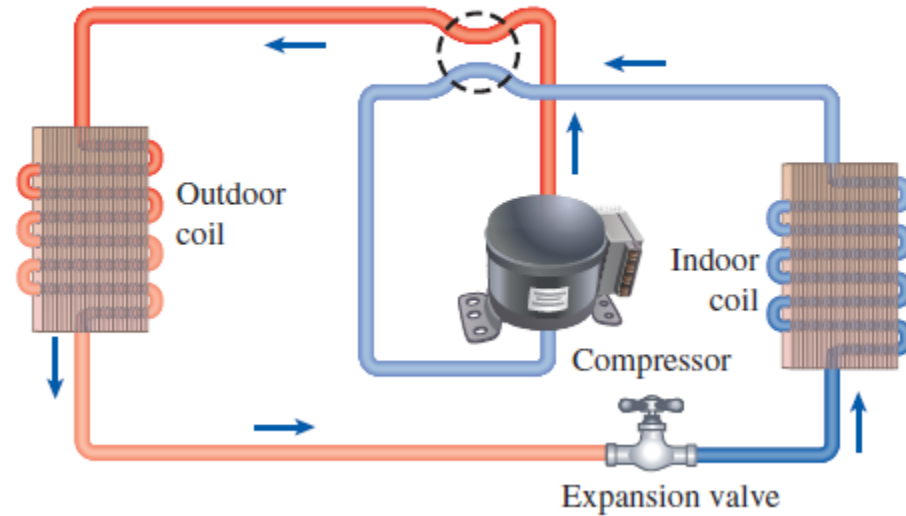 Outdoor
coil
Indoor
coil
Compressor
Expansion valve